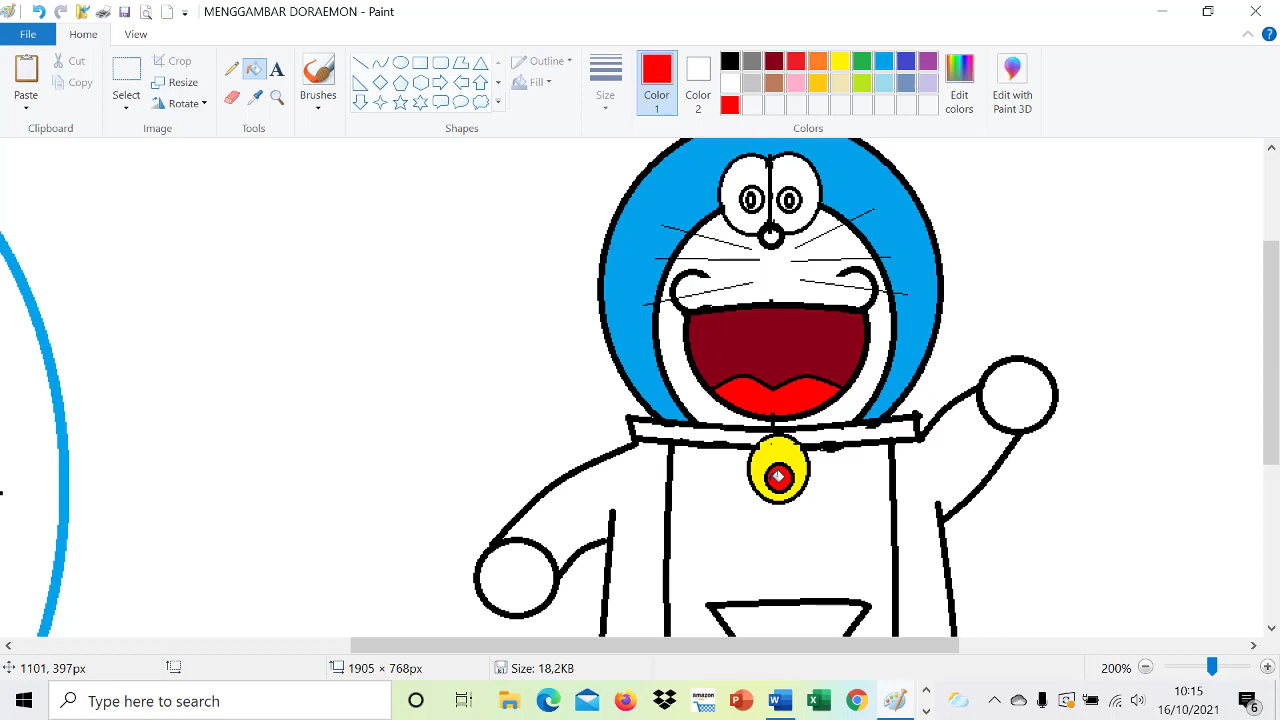 MENGGAMBAR DORAEMON - Paint
File
Home
View
Paste
Cut
Copy
Clipboard
Select
Crop
Resize
Rotate
Image
A
Tools
Brushes
Outline
Fill
Shapes
Size
Color
1
Color
2
Edit
colors
Colors
Edit with
Paint 3D
1101, 397px
1905 × 768px
Size: 18.2KB
200%
Type here to search
amazon
10:15
16/10/2021
6